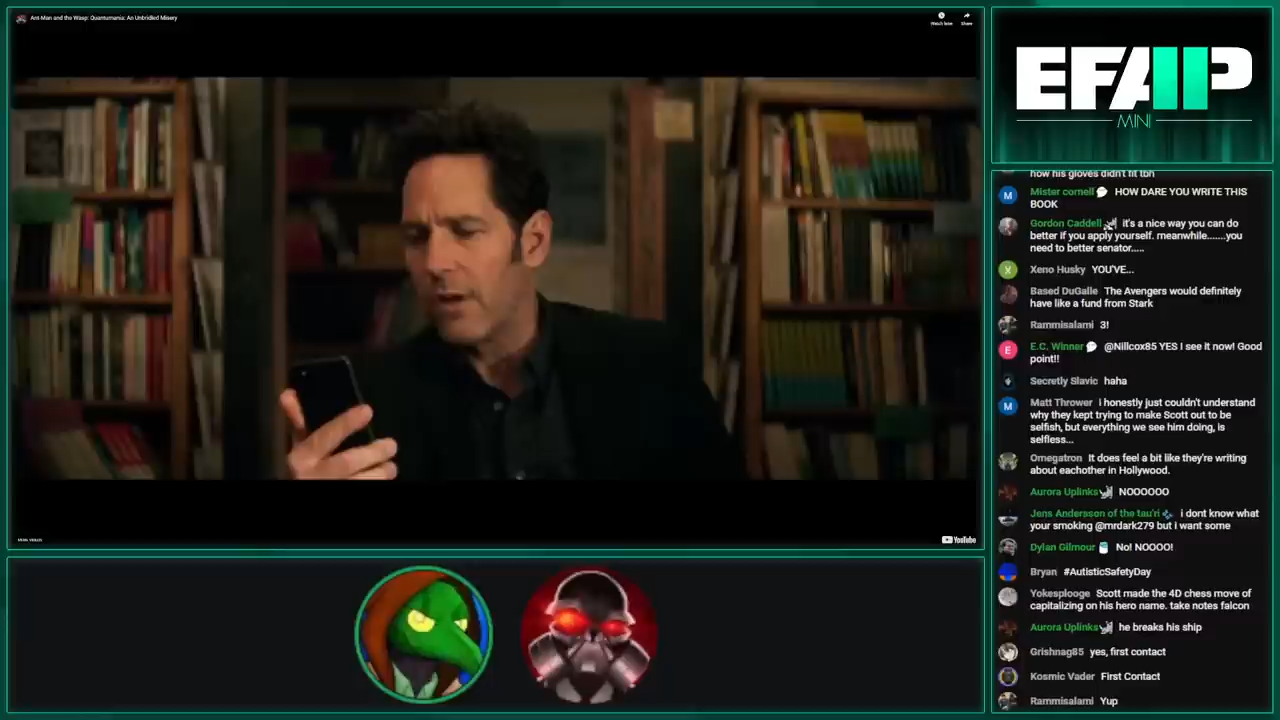 Ant-Man and the Wasp: Quantumania: An Unbridled Misery
Watch later
Share
MORE VIDEOS
YouTube
EFAP
MINI
how his gloves didn't fit tbh
Mister cornell HOW DARE YOU WRITE THIS
BOOK
Gordon Caddell it's a nice way you can do
better if you apply yourself. meanwhile.......you
need to better senator.....
Xeno Husky YOU'VE...
Based DuGalle The Avengers would definitely
have like a fund from Stark
Rammisalami 3!
E.C. Winner @Nillcox85 YES I see it now! Good
point!!
Secretly Slavic haha
Matt Thrower i honestly just couldn't understand
why they kept trying to make Scott out to be
selfish, but everything we see him doing, is
selfless...
Omegatron It does feel a bit like they're writing
about eachother in Hollywood.
Aurora Uplinks NOOOOOO
Jens Andersson of the tau'ri i dont know what
your smoking @mrdark279 but i want some
Dylan Gilmour No! NOOOO!
Bryan #AutisticSafetyDay
Yokesplooge Scott made the 4D chess move of
capitalizing on his hero name. take notes falcon
Aurora Uplinks he breaks his ship
Grishnag85 yes, first contact
Kosmic Vader First Contact
Rammisalami Yup